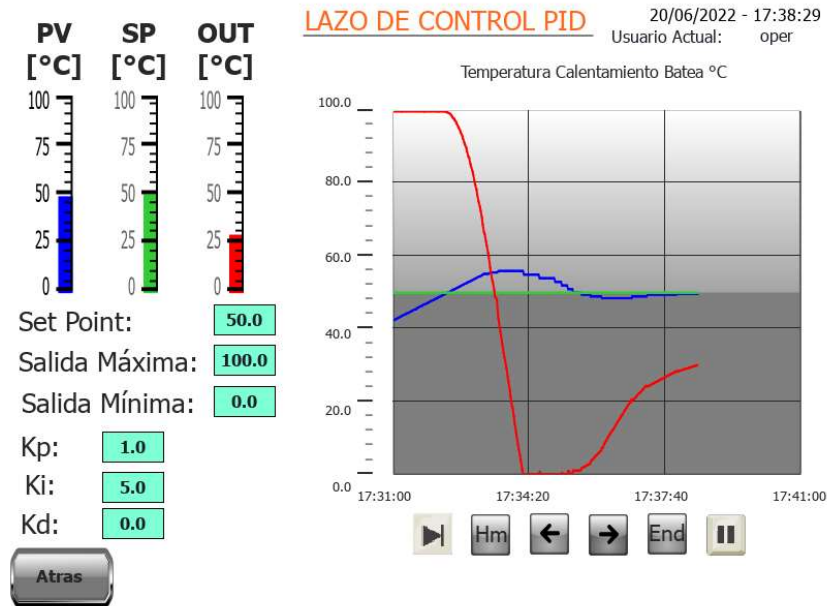 LAZO DE CONTROL PID
20/06/2022 - 17:38:29
Usuario Actual: oper
PV SP OUT
[°C] [°C] [°C]
100 100 100
75 75 75
50 50 50
25 25 25
0 0 0
Set Point: 50.0
Salida Máxima: 100.0
Salida Mínima: 0.0
Kp: 1.0
Ki: 5.0
Kd: 0.0
Atras
Temperatura Calentamiento Batea °C
100.0
80.0
60.0
40.0
20.0
0.0
17:31:00 17:34:20 17:37:40 17:41:00
Hm End